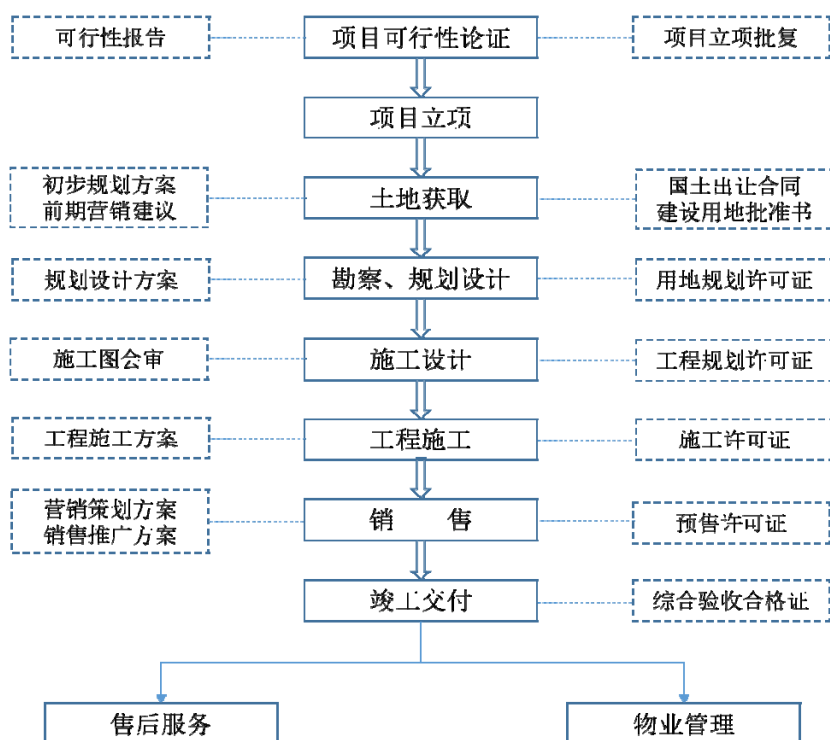 可行性报告
项目可行性论证
项目立项批复
项目立项
初步规划方案
前期营销建议
土地获取
国土出让合同
建设用地批准书
规划设计方案
勘察、规划设计
用地规划许可证
施工图会审
施工设计
工程规划许可证
工程施工方案
工程施工
施工许可证
营销策划方案
销售推广方案
销 售
预售许可证
竣工交付
综合验收合格证
售后服务
物业管理